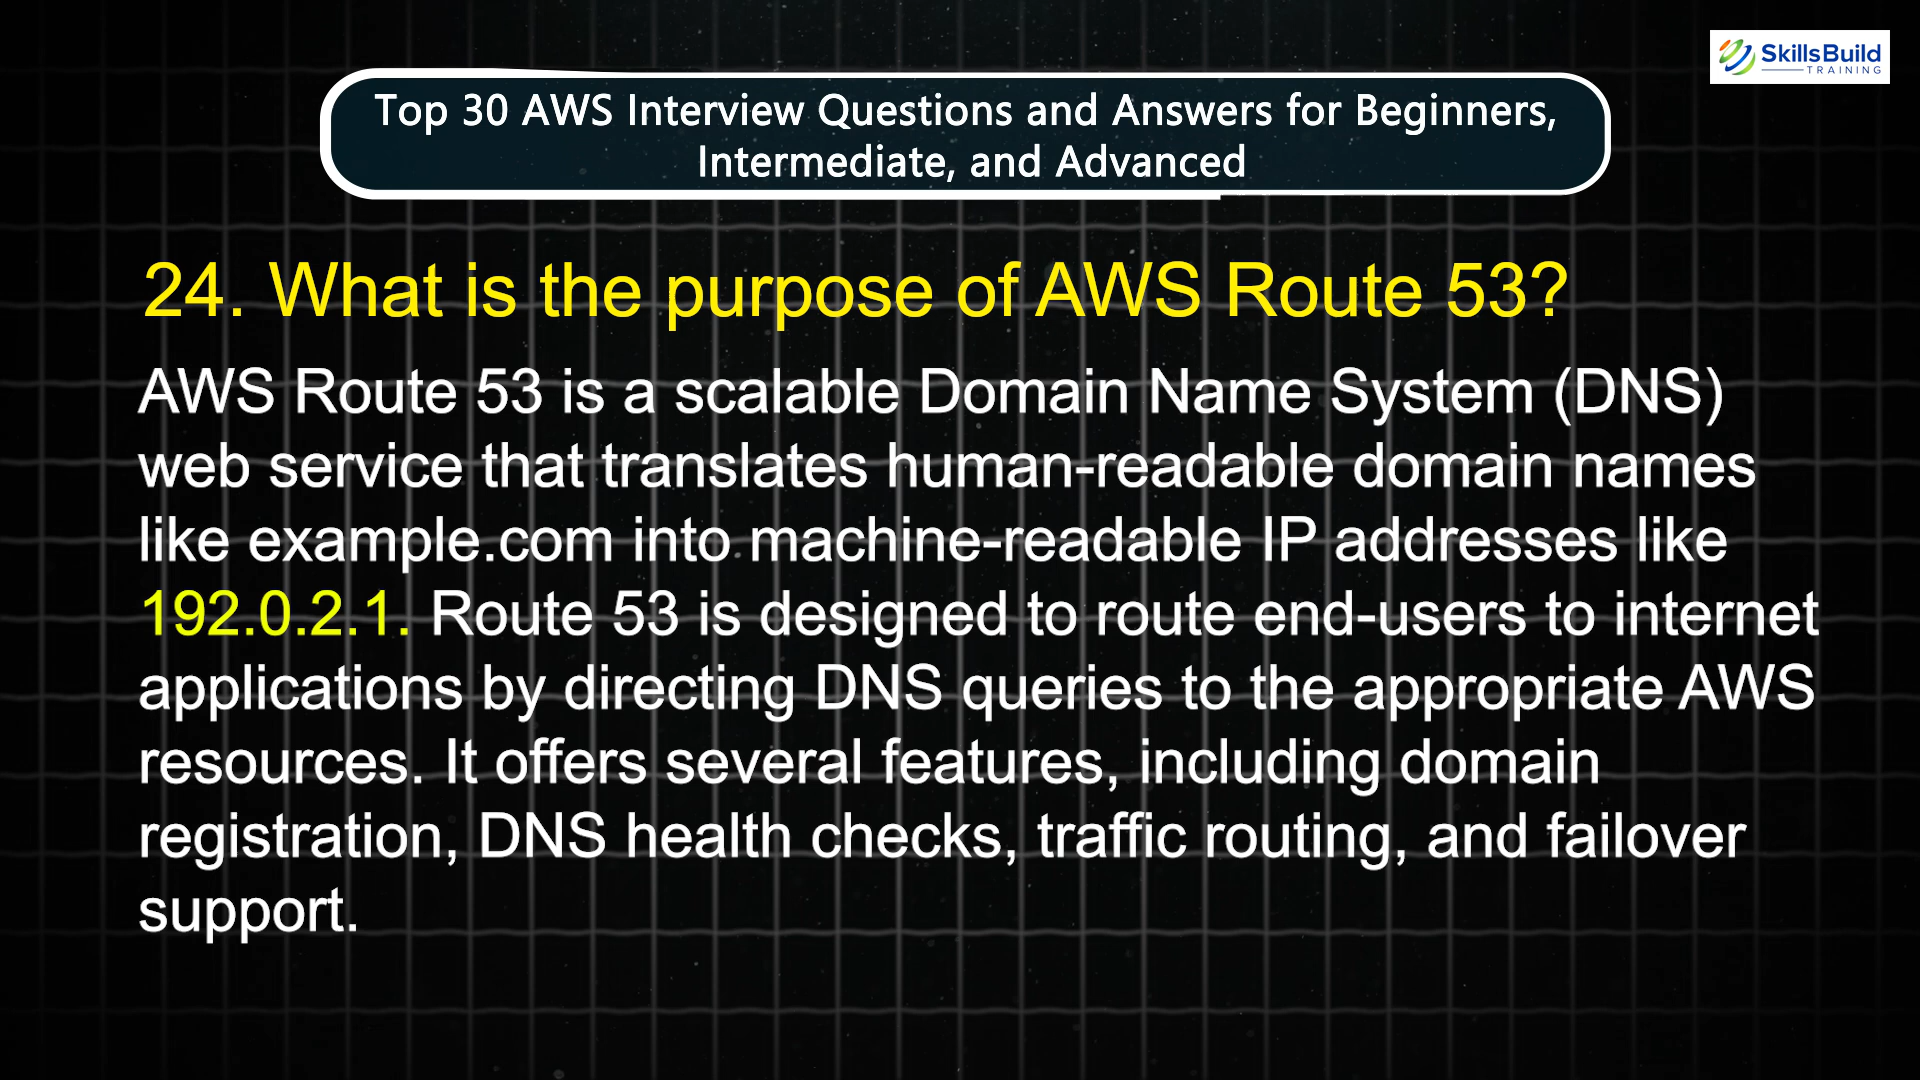 SkillsBuild
TRAINING
Top 30 AWS Interview Questions and Answers for Beginners,
Intermediate, and Advanced
24. What is the purpose of AWS Route 53?
AWS Route 53 is a scalable Domain Name System (DNS)
web service that translates human-readable domain names
like example.com into machine-readable IP addresses like
192.0.2.1. Route 53 is designed to route end-users to internet
applications by directing DNS queries to the appropriate AWS
resources. It offers several features, including domain
registration, DNS health checks, traffic routing, and failover
support.